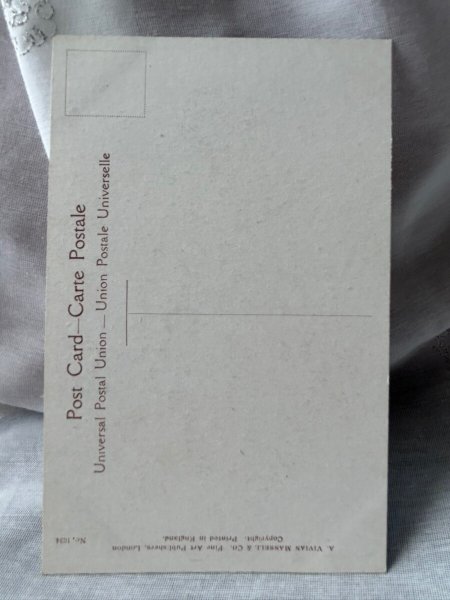 Post Card—Carte Postale
Universal Postal Union — Union Postale Universelle
A. VIVIAN MANSELL & Co. Fine Art Publishers, London
Copyright. Printed in England.
No. 1034